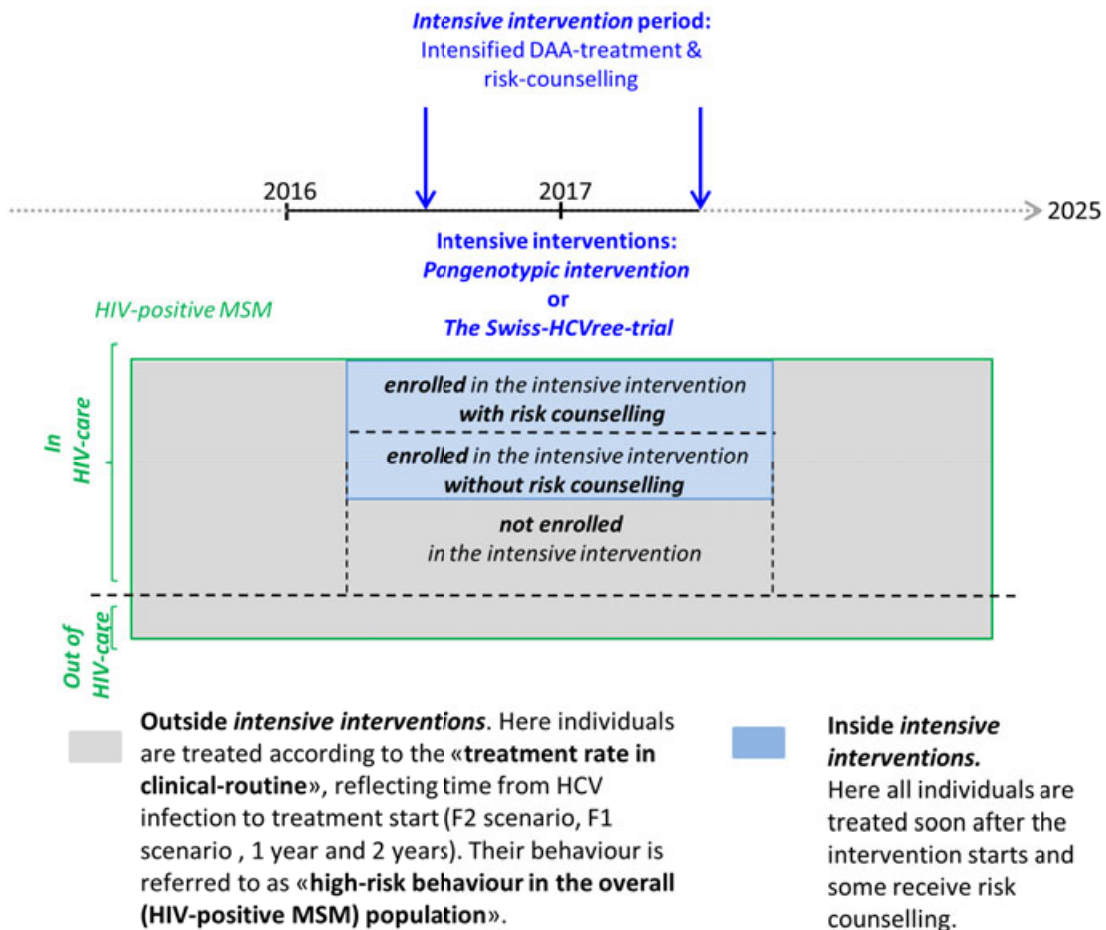 Intensive intervention period:
Intensified DAA-treatment &
risk-counselling
2016
2017
2025
Intensive interventions:
Pangenotypic intervention
or
The Swiss-HCVree-trial
HIV-positive MSM
In
HIV-care
enrolled in the intensive intervention
with risk counselling
enrolled in the intensive intervention
without risk counselling
not enrolled
in the intensive intervention
Out of
HIV-care
Outside intensive interventions. Here individuals
are treated according to the «treatment rate in
clinical-routine», reflecting time from HCV
infection to treatment start (F2 scenario, F1
scenario , 1 year and 2 years). Their behaviour is
referred to as «high-risk behaviour in the overall
(HIV-positive MSM) population».
Inside intensive
interventions.
Here all individuals are
treated soon after the
intervention starts and
some receive risk
counselling.